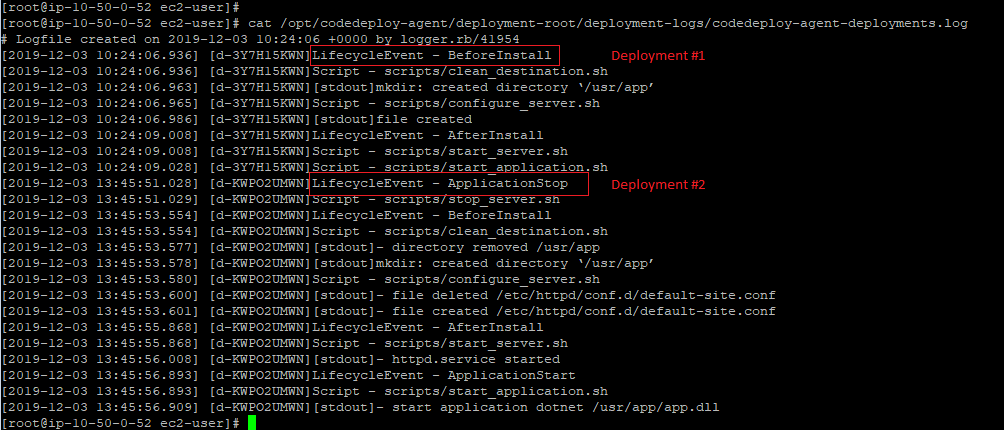 [root@ip-10-50-0-52 ec2-user]#
[root@ip-10-50-0-52 ec2-user]# cat /opt/codedeploy-agent/deployment-root/deployment-logs/codedeploy-agent-deployments.log
# Logfile created on 2019-12-03 10:24:06 +0000 by logger.rb/41954
[2019-12-03 10:24:06.936] [d-3Y7H15KWN]LifecycleEvent - BeforeInstall Deployment #1
[2019-12-03 10:24:06.936] [d-3Y7H15KWN]Script - scripts/clean_destination.sh
[2019-12-03 10:24:06.963] [d-3Y7H15KWN][stdout]mkdir: created directory ‘/usr/app’
[2019-12-03 10:24:06.965] [d-3Y7H15KWN]Script - scripts/configure_server.sh
[2019-12-03 10:24:06.986] [d-3Y7H15KWN][stdout]file created
[2019-12-03 10:24:09.008] [d-3Y7H15KWN]LifecycleEvent - AfterInstall
[2019-12-03 10:24:09.008] [d-3Y7H15KWN]Script - scripts/start_server.sh
[2019-12-03 10:24:09.028] [d-3Y7H15KWN]Script - scripts/start_application.sh
[2019-12-03 13:45:51.028] [d-KWPO2UMWN]LifecycleEvent - ApplicationStop Deployment #2
[2019-12-03 13:45:51.029] [d-KWPO2UMWN]Script - scripts/stop_server.sh
[2019-12-03 13:45:53.554] [d-KWPO2UMWN]LifecycleEvent - BeforeInstall
[2019-12-03 13:45:53.554] [d-KWPO2UMWN]Script - scripts/clean_destination.sh
[2019-12-03 13:45:53.577] [d-KWPO2UMWN][stdout]- directory removed /usr/app
[2019-12-03 13:45:53.578] [d-KWPO2UMWN][stdout]mkdir: created directory ‘/usr/app’
[2019-12-03 13:45:53.580] [d-KWPO2UMWN]Script - scripts/configure_server.sh
[2019-12-03 13:45:53.600] [d-KWPO2UMWN][stdout]- file deleted /etc/httpd/conf.d/default-site.conf
[2019-12-03 13:45:53.601] [d-KWPO2UMWN][stdout]- file created /etc/httpd/conf.d/default-site.conf
[2019-12-03 13:45:55.868] [d-KWPO2UMWN]LifecycleEvent - AfterInstall
[2019-12-03 13:45:55.868] [d-KWPO2UMWN]Script - scripts/start_server.sh
[2019-12-03 13:45:56.008] [d-KWPO2UMWN][stdout]- httpd.service started
[2019-12-03 13:45:56.893] [d-KWPO2UMWN]LifecycleEvent - ApplicationStart
[2019-12-03 13:45:56.893] [d-KWPO2UMWN]Script - scripts/start_application.sh
[2019-12-03 13:45:56.909] [d-KWPO2UMWN][stdout]- start application dotnet /usr/app/app.dll
[root@ip-10-50-0-52 ec2-user]#